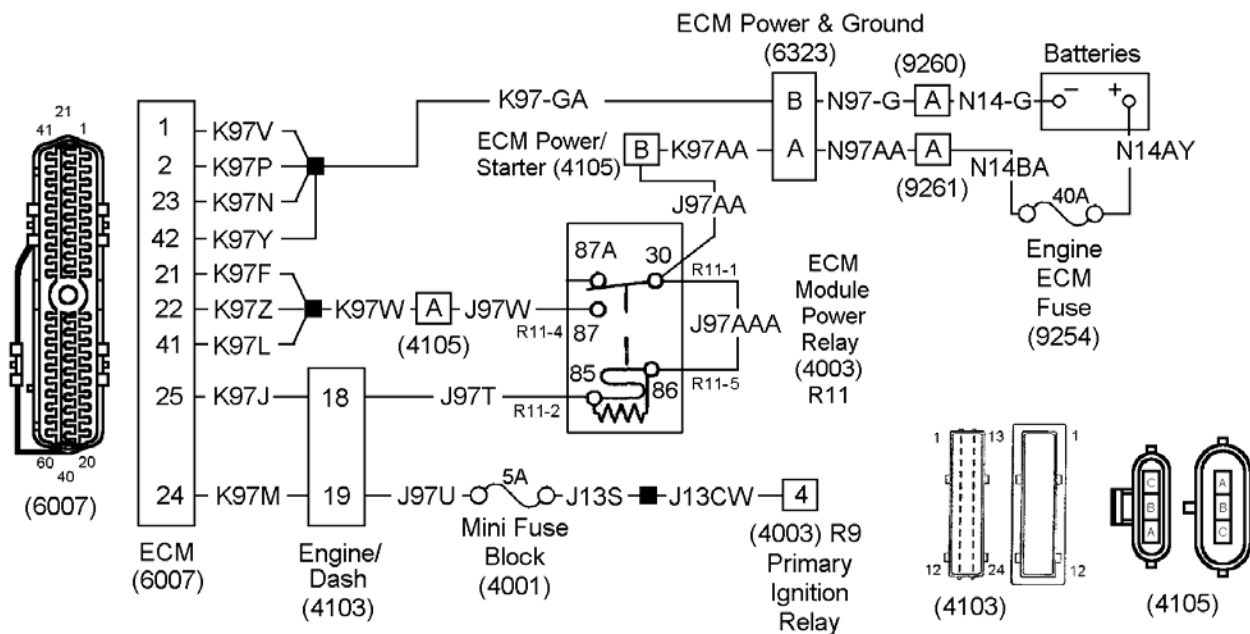 ECM Power & Ground
(6323)
(9260)
Batteries
21
41
1
1
K97V
K97-GA
B
N97-G
A
N14-G
−
+
2
K97P
ECM Power/
Starter (4105)
B
K97AA
A
N97AA
A
N14BA
N14AY
(9261)
23
K97N
J97AA
40A
42
K97Y
87A
30
R11-1
ECM
Module
Power
Relay
(4003)
R11
Engine
ECM
Fuse
(9254)
21
K97F
22
K97Z
K97W
A
J97W
R11-4
87
J97AAA
(4105)
41
K97L
85
86
R11-5
25
K97J
18
J97T
R11-2
1
13
1
C
B
A
A
B
C
60
20
40
(6007)
24
K97M
19
J97U
5A
J13S
J13CW
4
12
24
12
ECM
(6007)
Engine/
Dash
(4103)
Mini Fuse
Block
(4001)
(4003) R9
Primary
Ignition
Relay
(4103)
(4105)